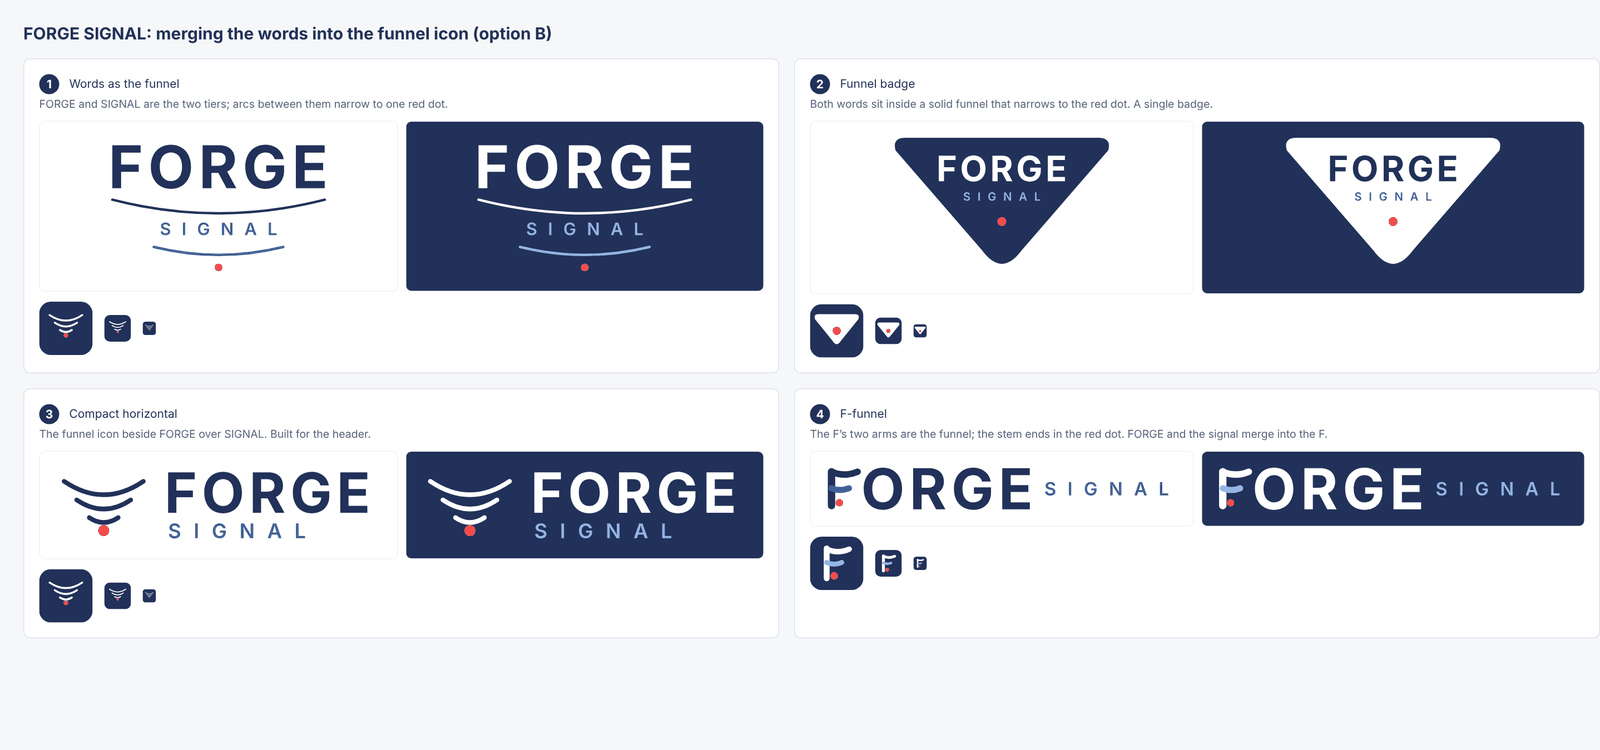 FORGE SIGNAL: merging the words into the funnel icon (option B)
1 Words as the funnel
FORGE and SIGNAL are the two tiers; arcs between them narrow to one red dot.
FORGE
SIGNAL
FORGE
SIGNAL
2 Funnel badge
Both words sit inside a solid funnel that narrows to the red dot. A single badge.
FORGE
SIGNAL
FORGE
SIGNAL
3 Compact horizontal
The funnel icon beside FORGE over SIGNAL. Built for the header.
FORGE
SIGNAL
FORGE
SIGNAL
4 F-funnel
The F’s two arms are the funnel; the stem ends in the red dot. FORGE and the signal merge into the F.
FORGE SIGNAL
FORGE SIGNAL
F
F
F